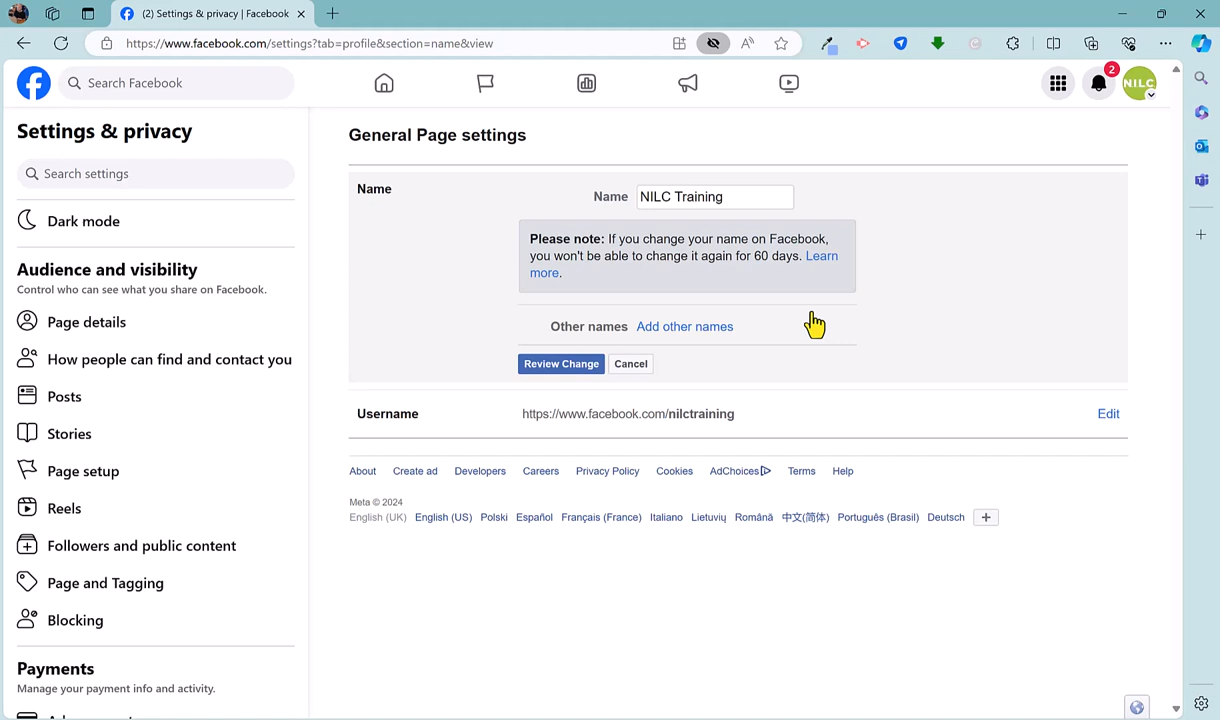 (2) Settings & privacy | Facebook
https://www.facebook.com/settings?tab=profile&section=name&view
Search Facebook
2
NILC
Settings & privacy
Search settings
Dark mode
Audience and visibility
Control who can see what you share on Facebook.
Page details
How people can find and contact you
Posts
Stories
Page setup
Reels
Followers and public content
Page and Tagging
Blocking
Payments
Manage your payment info and activity.
General Page settings
Name
Name NILC Training
Please note: If you change your name on Facebook,
you won't be able to change it again for 60 days. Learn
more.
Other names Add other names
Review Change Cancel
Username https://www.facebook.com/nilctraining Edit
About Create ad Developers Careers Privacy Policy Cookies AdChoices Terms Help
Meta © 2024
English (UK) English (US) Polski Español Français (France) Italiano Lietuvių Română 中文(简体) Português (Brasil) Deutsch